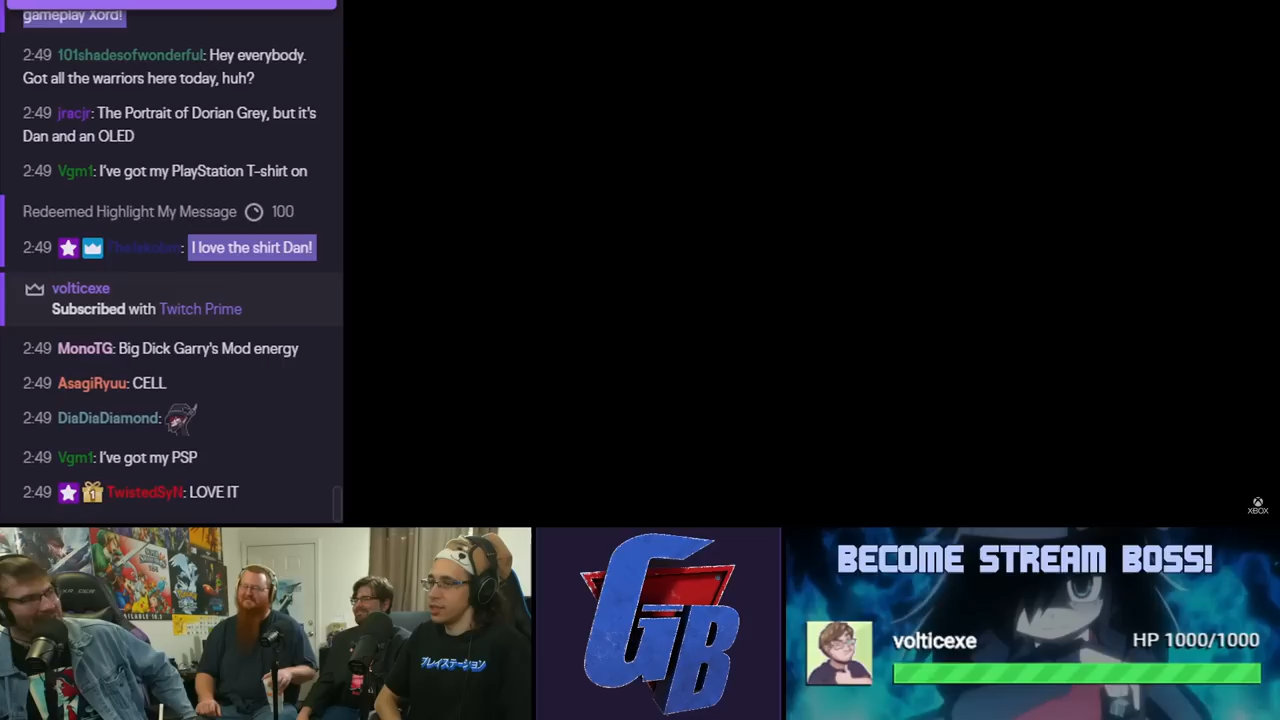 gameplay Xord!
2:49 101shadesofwonderful: Hey everybody.
Got all the warriors here today, huh?
2:49 jracjr: The Portrait of Dorian Grey, but it's
Dan and an OLED
2:49 Vgm1: I've got my PlayStation T-shirt on
Redeemed Highlight My Message 100
2:49 : I love the shirt Dan!
volticexe
Subscribed with Twitch Prime
2:49 MonoTG: Big Dick Garry's Mod energy
2:49 AsagiRyuu: CELL
2:49 DiaDiaDiamond:
2:49 Vgm1: I've got my PSP
2:49 1 TwistedSyN: LOVE IT
XBOX
プレイステーション
GB
BECOME STREAM BOSS!
volticexe HP 1000/1000